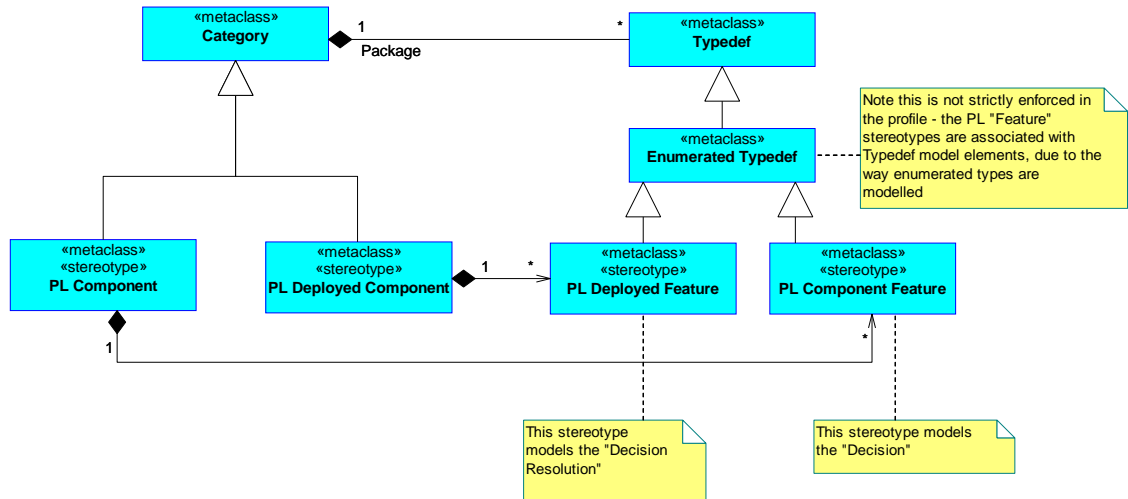 «metaclass»
Category
1
Package
*
«metaclass»
Typedef
Note this is not strictly enforced in
the profile - the PL "Feature"
stereotypes are associated with
Typedef model elements, due to the
way enumerated types are
modelled
«metaclass»
Enumerated Typedef
«metaclass»
«stereotype»
PL Component
«metaclass»
«stereotype»
PL Deployed Component
1
*
«metaclass»
«stereotype»
PL Deployed Feature
«metaclass»
«stereotype»
PL Component Feature
1
*
This stereotype
models the "Decision
Resolution"
This stereotype models
the "Decision"